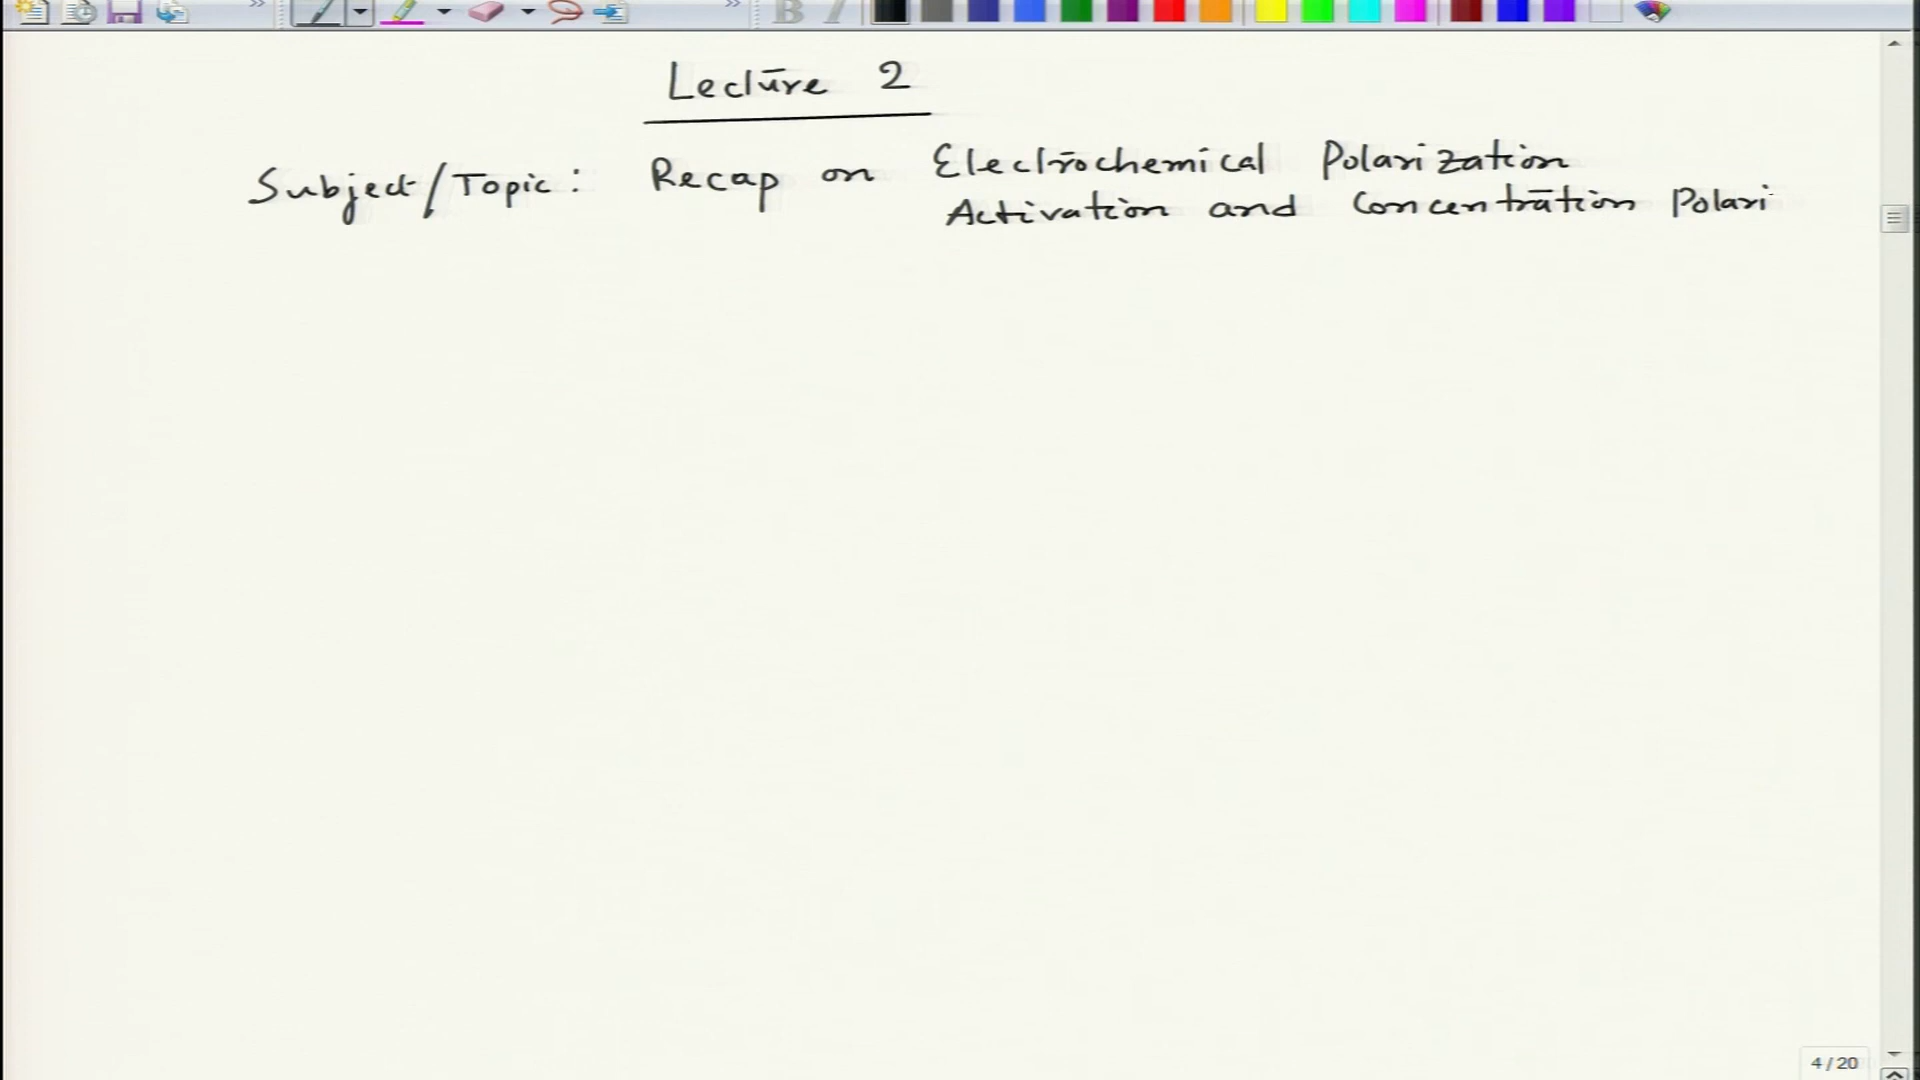 Lecture 2
Subject/Topic: Recap on Electrochemical Polarization
Activation and Concentration Polari
4/20